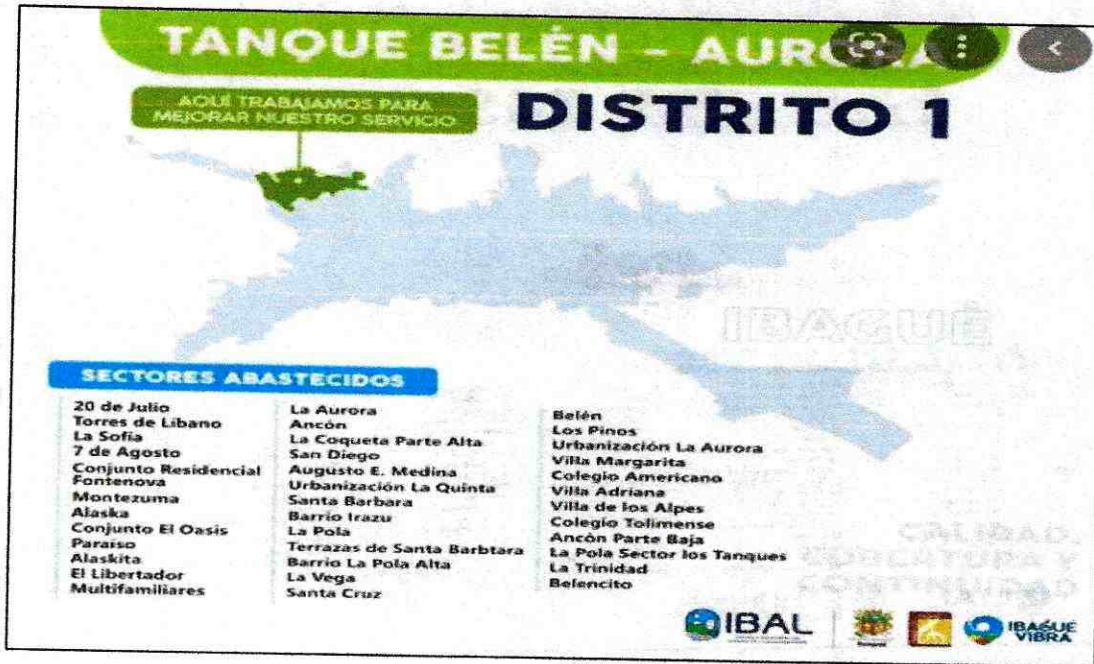 TANQUE BELÉN - AURORA
AQUÍ TRABAJAMOS PARA
MEJORAR NUESTRO SERVICIO
DISTRITO 1
SECTORES ABASTECIDOS
20 de Julio
Torres de Líbano
La Sofía
7 de Agosto
Conjunto Residencial
Fontenova
Montezuma
Alaska
Conjunto El Oasis
Paraíso
Alaskita
El Libertador
Multifamiliares
La Aurora
Ancón
La Coqueta Parte Alta
San Diego
Augusto E. Medina
Urbanización La Quinta
Santa Barbara
Barrio Irazu
La Pola
Terrazas de Santa Barbtara
Barrio La Pola Alta
La Vega
Santa Cruz
Belén
Los Pinos
Urbanización La Aurora
Villa Margarita
Colegio Americano
Villa Adriana
Villa de los Alpes
Colegio Tolimense
Ancón Parte Baja
La Pola Sector los Tanques
La Trinidad
Belencito
CALIDAD,
COBERTURA Y
CONTINUIDAD
IBAL
IBAGUÉ
VIBRA